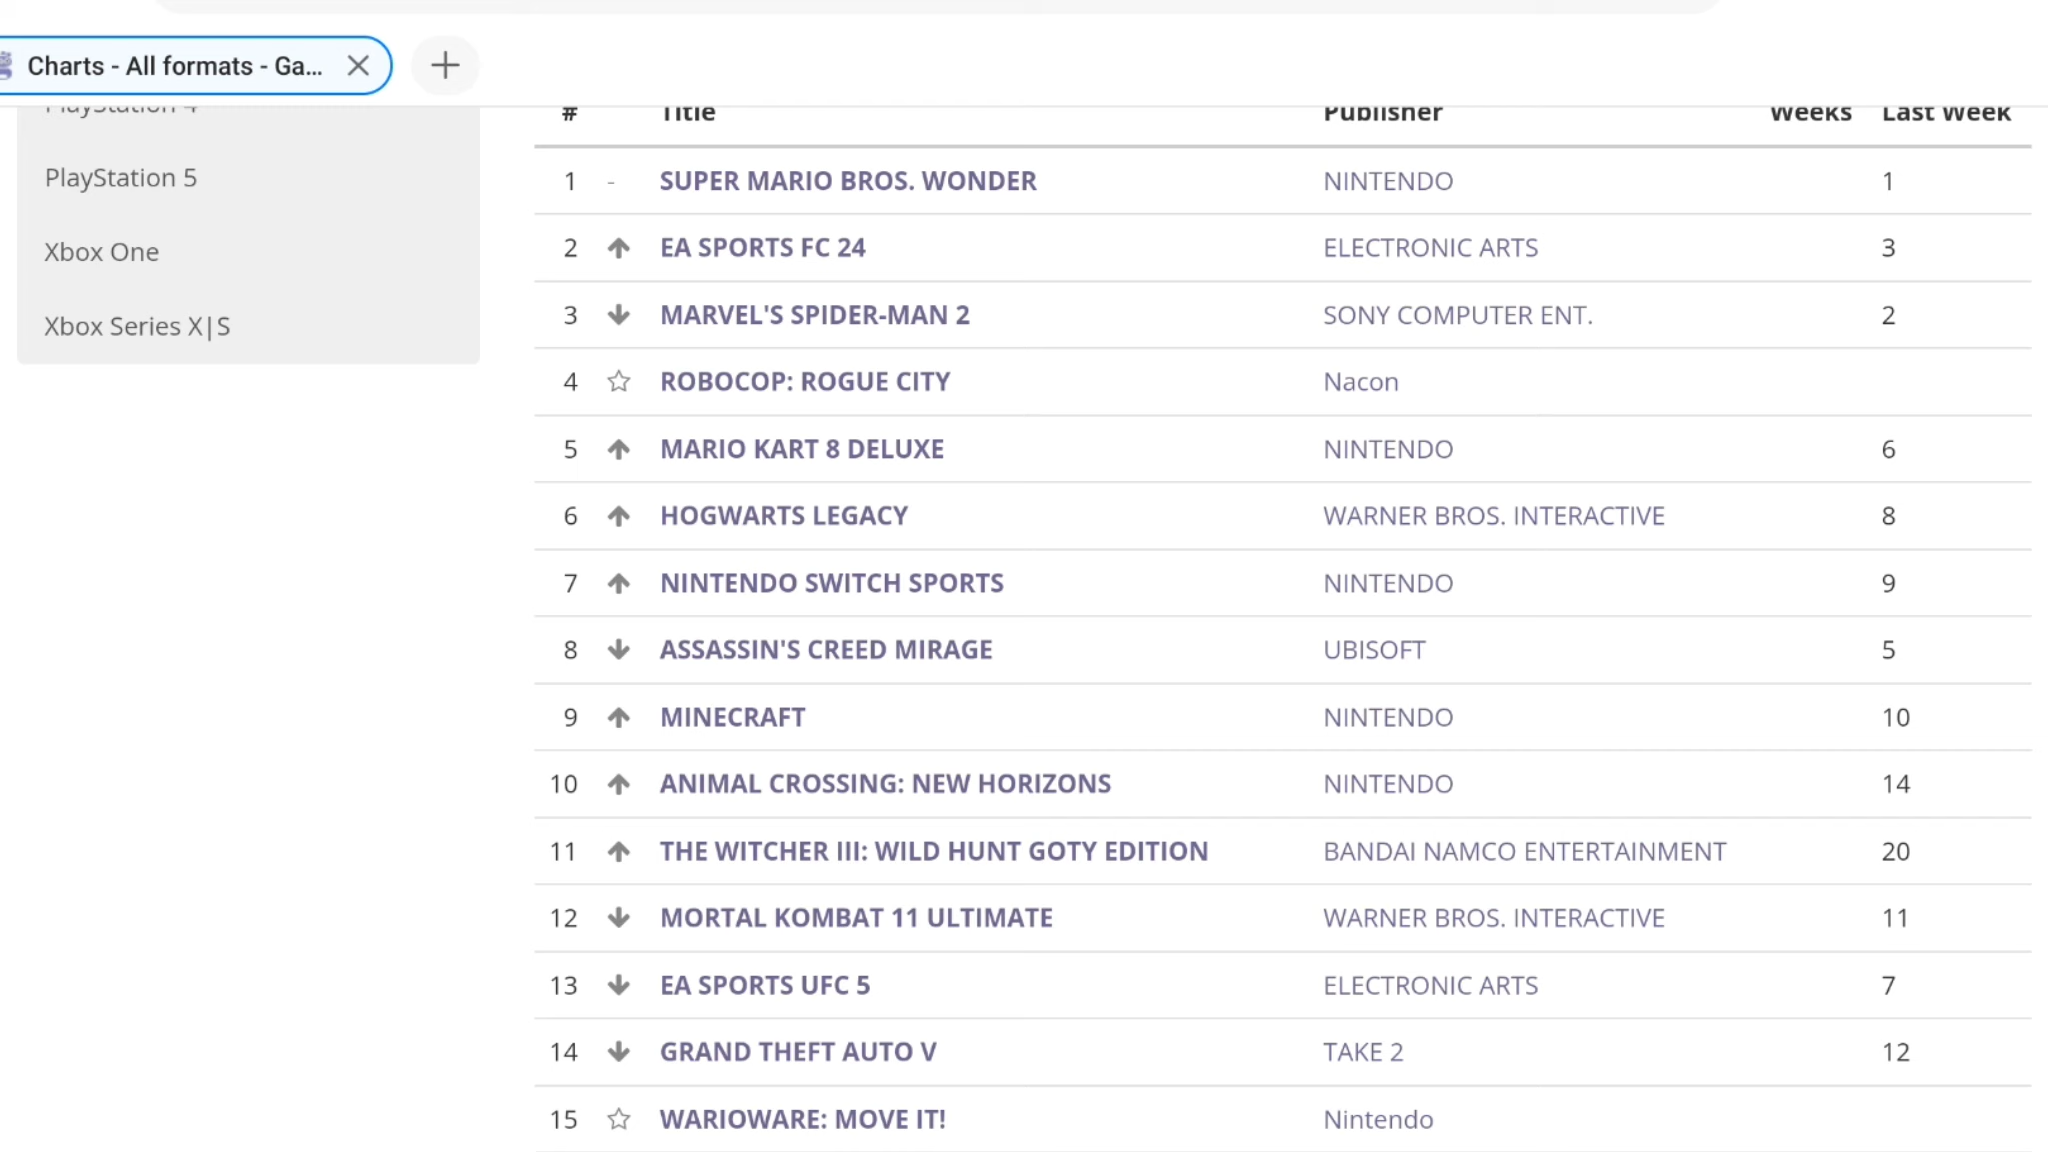 Charts - All formats - Ga...
PlayStation 4
PlayStation 5
Xbox One
Xbox Series X|S
# Title Publisher Weeks Last Week
1 - SUPER MARIO BROS. WONDER NINTENDO 1
2 EA SPORTS FC 24 ELECTRONIC ARTS 3
3 MARVEL'S SPIDER-MAN 2 SONY COMPUTER ENT. 2
4 ROBOCOP: ROGUE CITY Nacon
5 MARIO KART 8 DELUXE NINTENDO 6
6 HOGWARTS LEGACY WARNER BROS. INTERACTIVE 8
7 NINTENDO SWITCH SPORTS NINTENDO 9
8 ASSASSIN'S CREED MIRAGE UBISOFT 5
9 MINECRAFT NINTENDO 10
10 ANIMAL CROSSING: NEW HORIZONS NINTENDO 14
11 THE WITCHER III: WILD HUNT GOTY EDITION BANDAI NAMCO ENTERTAINMENT 20
12 MORTAL KOMBAT 11 ULTIMATE WARNER BROS. INTERACTIVE 11
13 EA SPORTS UFC 5 ELECTRONIC ARTS 7
14 GRAND THEFT AUTO V TAKE 2 12
15 WARIOWARE: MOVE IT! Nintendo